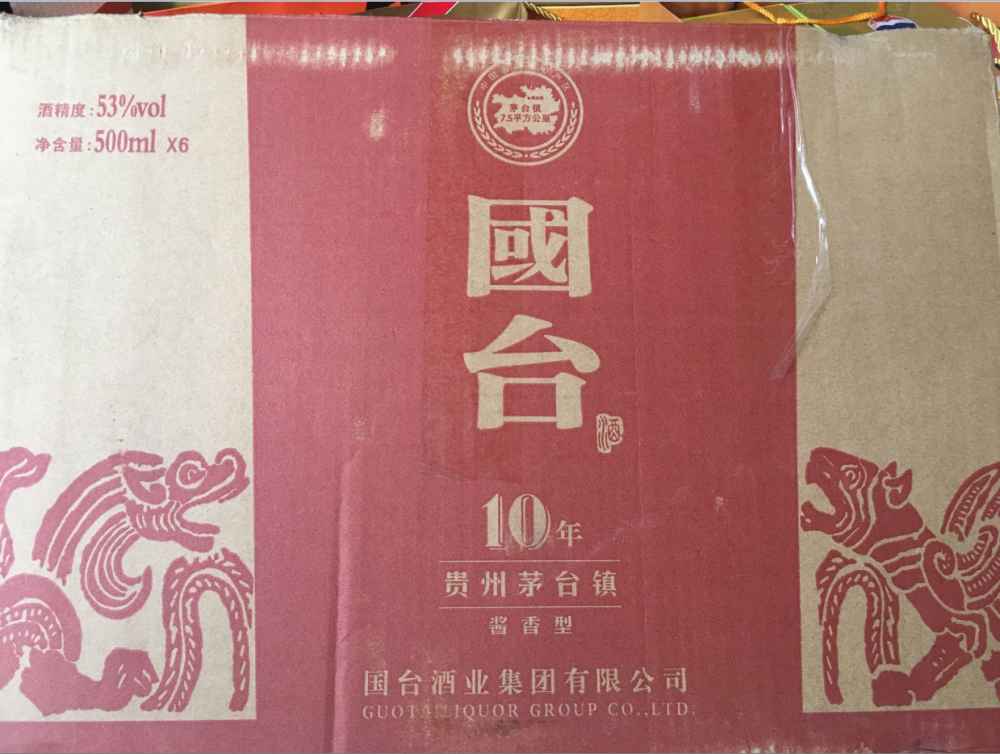 酒精度:53%vol
净含量:500ml X6
茅台镇
7.5平方公里
國
台
酒
10年
贵州茅台镇
酱香型
国台酒业集团有限公司
GUOTAI LIQUOR GROUP CO.,LTD.